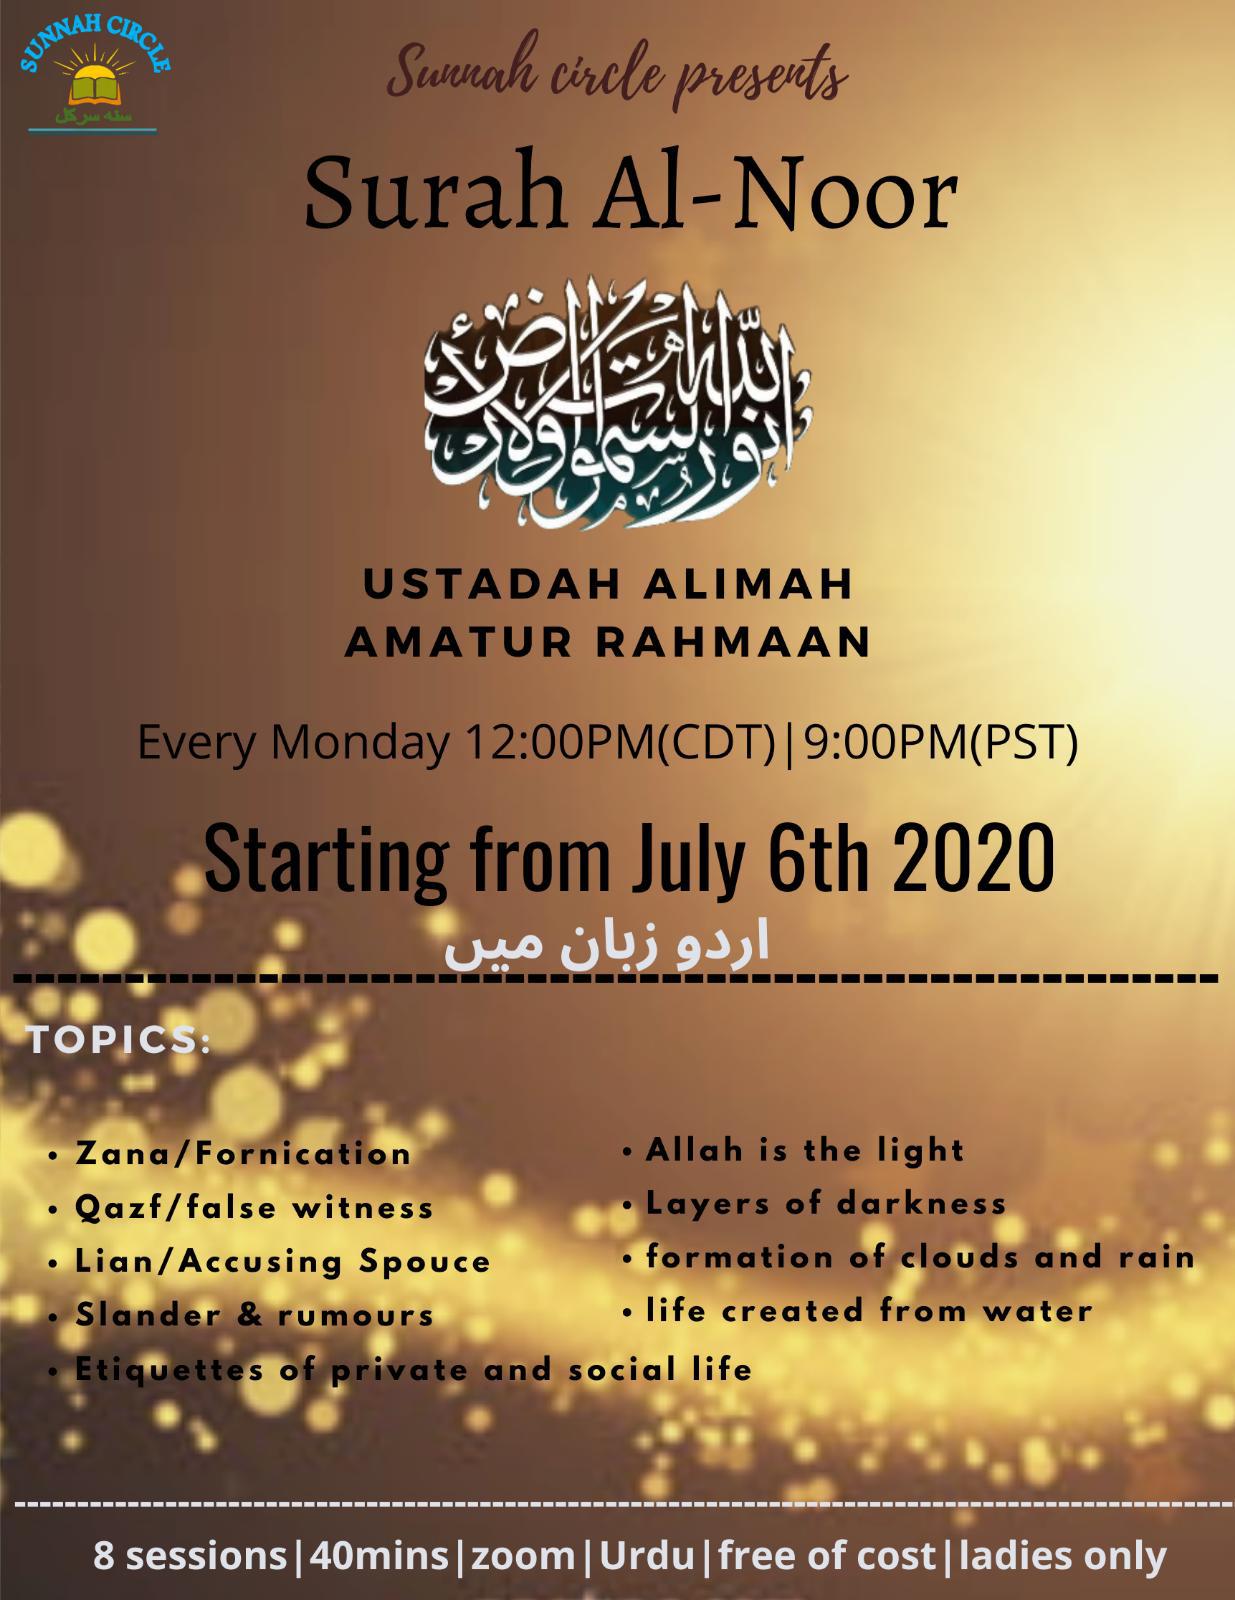 SUNNAH CIRCLE
سنه سركل
Sunnah circle presents
Surah Al-Noor
الله نور السموات والارض
USTADAH ALIMAH
AMATUR RAHMAAN
Every Monday 12:00PM(CDT)|9:00PM(PST)
Starting from July 6th 2020
اردو زبان میں
TOPICS:
• Zana/Fornication
• Qazf/false witness
• Lian/Accusing Spouce
• Slander & rumours
• Etiquettes of private and social life
• Allah is the light
• Layers of darkness
• formation of clouds and rain
• life created from water
8 sessions|40mins|zoom|Urdu|free of cost|ladies only